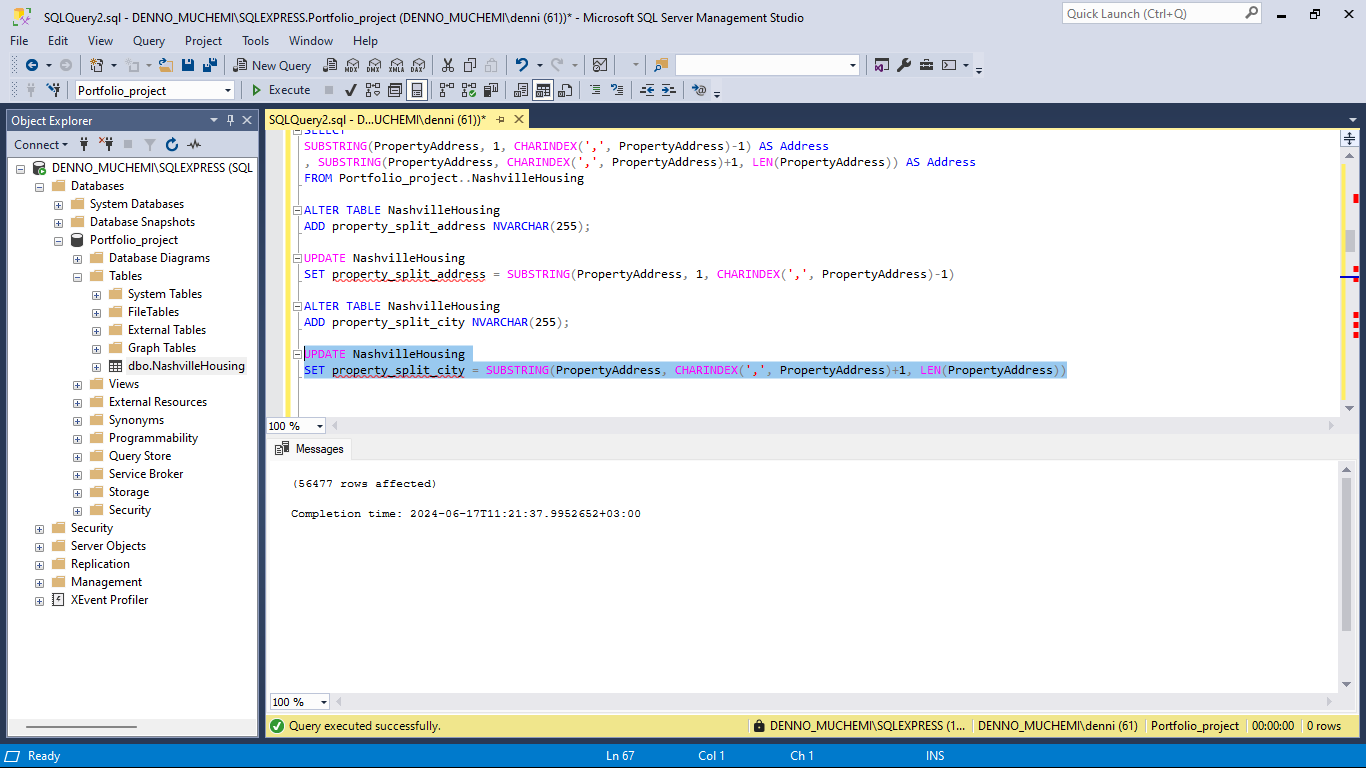 SQLQuery2.sql - DENNO_MUCHEMI\SQLEXPRESS.Portfolio_project (DENNO_MUCHEMI\denni (61))* - Microsoft SQL Server Management Studio
Quick Launch (Ctrl+Q)
File Edit View Query Project Tools Window Help
New Query
MDX DMX XMLA DAX
Portfolio_project
Execute
Object Explorer
SQLQuery2.sql - D...UCHEMI\denni (61))*
Connect
DENNO_MUCHEMI\SQLEXPRESS (SQL
Databases
System Databases
Database Snapshots
Portfolio_project
Database Diagrams
Tables
System Tables
FileTables
External Tables
Graph Tables
dbo.NashvilleHousing
Views
External Resources
Synonyms
Programmability
Query Store
Service Broker
Storage
Security
Security
Server Objects
Replication
Management
XEvent Profiler
SELECT
SUBSTRING(PropertyAddress, 1, CHARINDEX(',', PropertyAddress)-1) AS Address
, SUBSTRING(PropertyAddress, CHARINDEX(',', PropertyAddress)+1, LEN(PropertyAddress)) AS Address
FROM Portfolio_project..NashvilleHousing
ALTER TABLE NashvilleHousing
ADD property_split_address NVARCHAR(255);
UPDATE NashvilleHousing
SET property_split_address = SUBSTRING(PropertyAddress, 1, CHARINDEX(',', PropertyAddress)-1)
ALTER TABLE NashvilleHousing
ADD property_split_city NVARCHAR(255);
UPDATE NashvilleHousing
SET property_split_city = SUBSTRING(PropertyAddress, CHARINDEX(',', PropertyAddress)+1, LEN(PropertyAddress))
100 %
Messages
(56477 rows affected)
Completion time: 2024-06-17T11:21:37.9952652+03:00
100 %
Query executed successfully.
DENNO_MUCHEMI\SQLEXPRESS (1... DENNO_MUCHEMI\denni (61) Portfolio_project 00:00:00 0 rows
Ready Ln 67 Col 1 Ch 1 INS